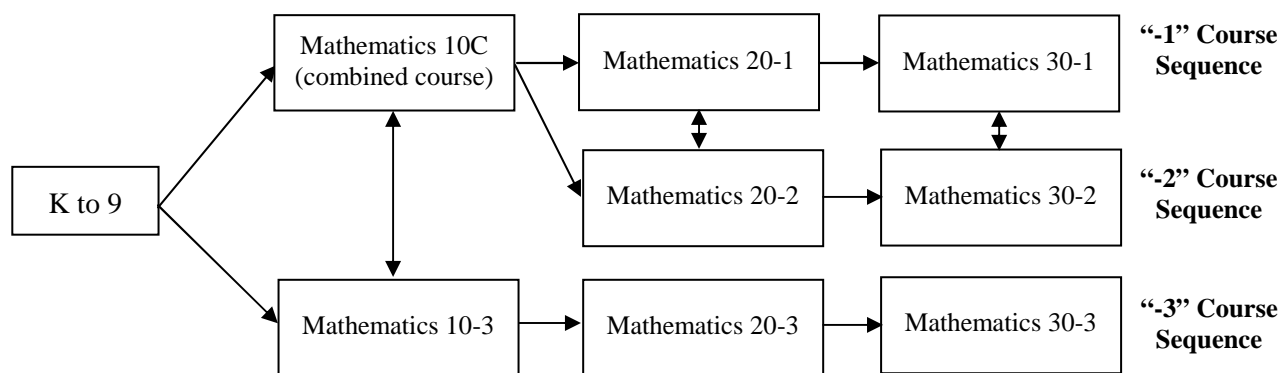 Mathematics 10C
(combined course)
Mathematics 20-1
Mathematics 30-1
“-1” Course
Sequence
K to 9
Mathematics 20-2
Mathematics 30-2
“-2” Course
Sequence
Mathematics 10-3
Mathematics 20-3
Mathematics 30-3
“-3” Course
Sequence